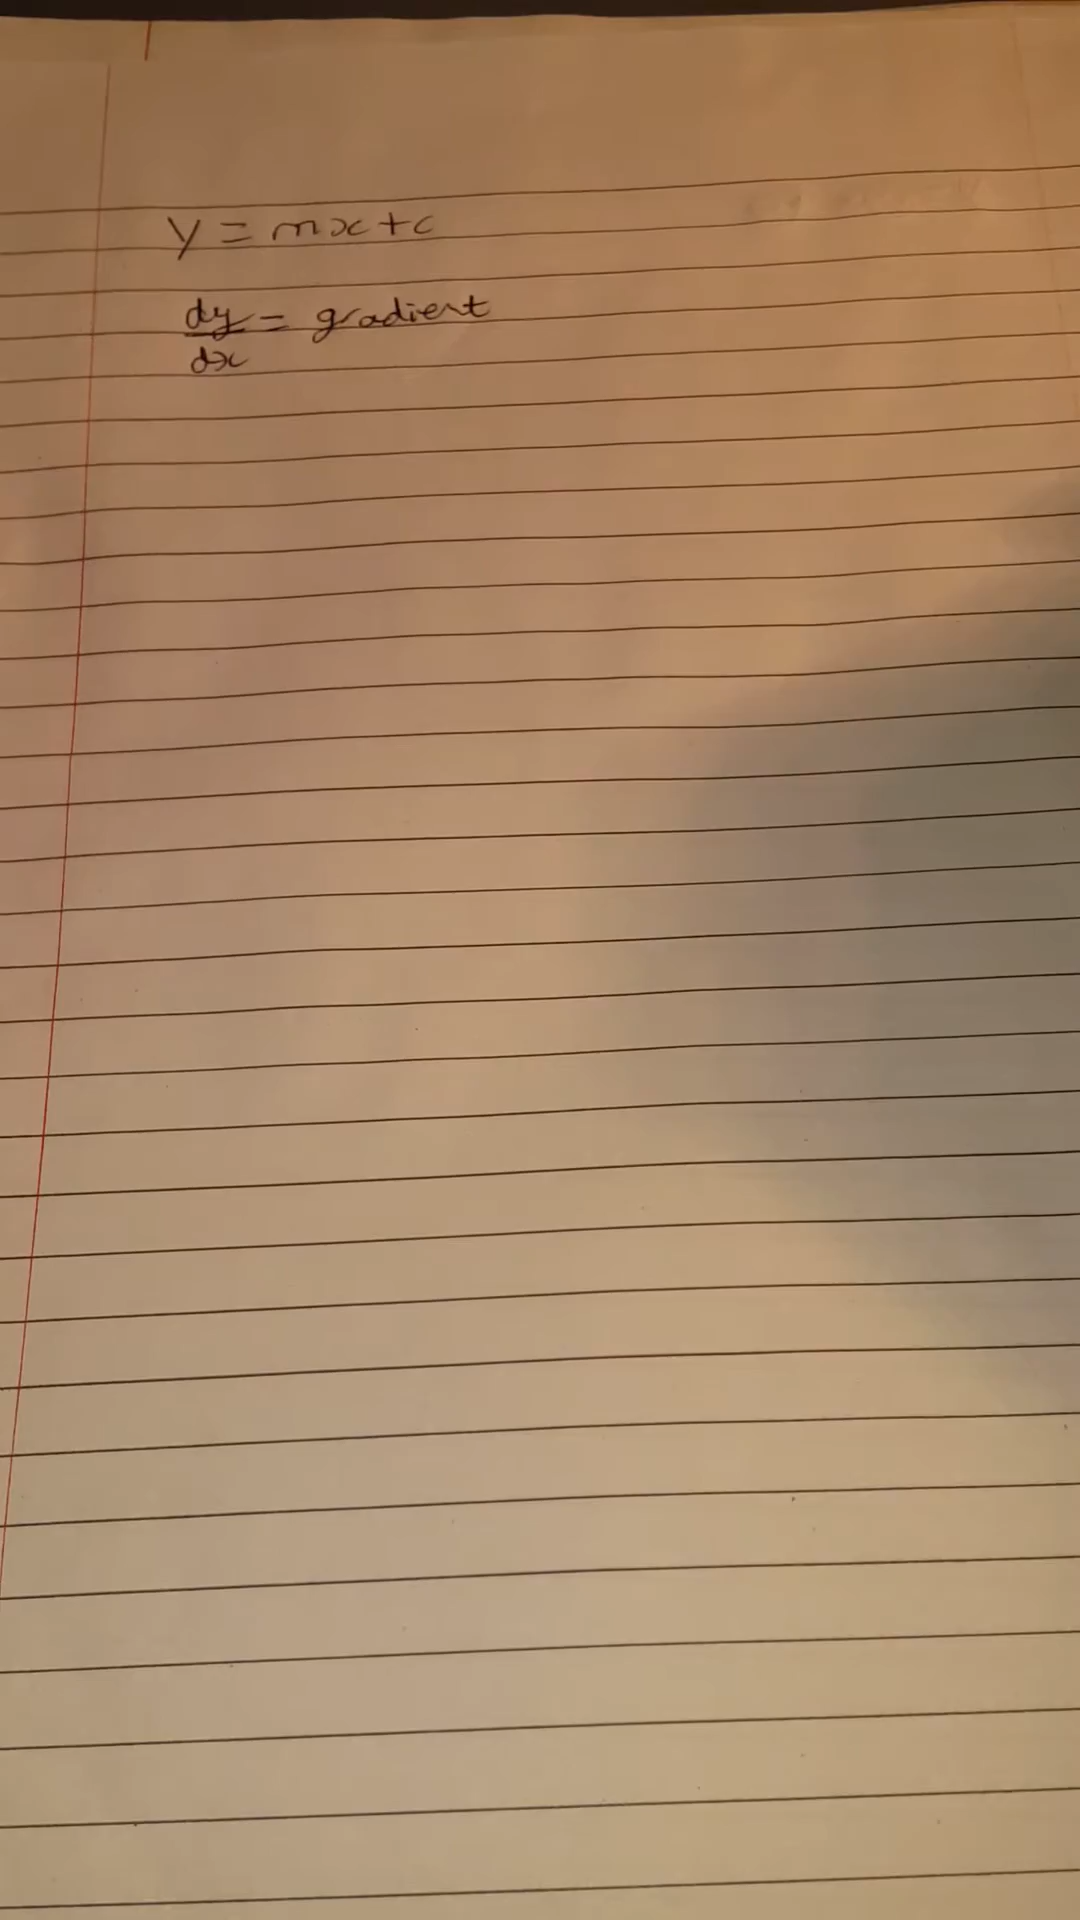 y = mx + c
dy/dx = gradient